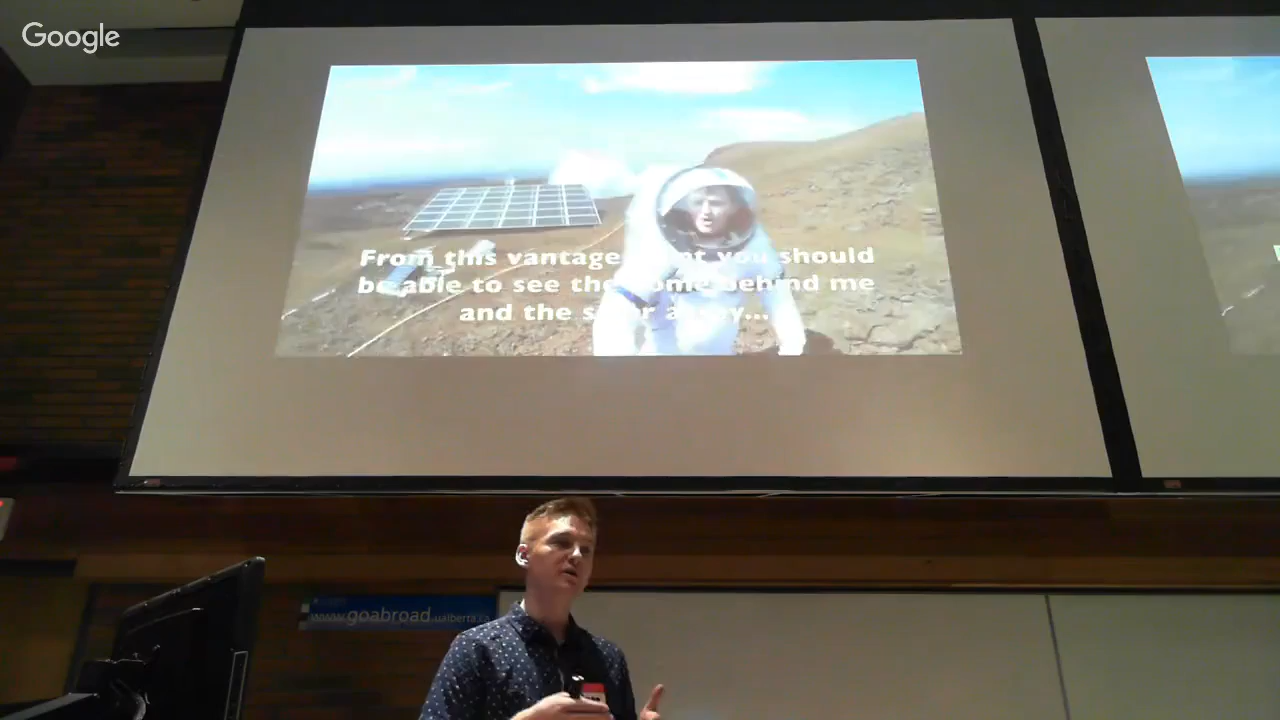 Google
From this vantage you should
be able to see the behind me
and the
www.goabroad.ualberta.ca